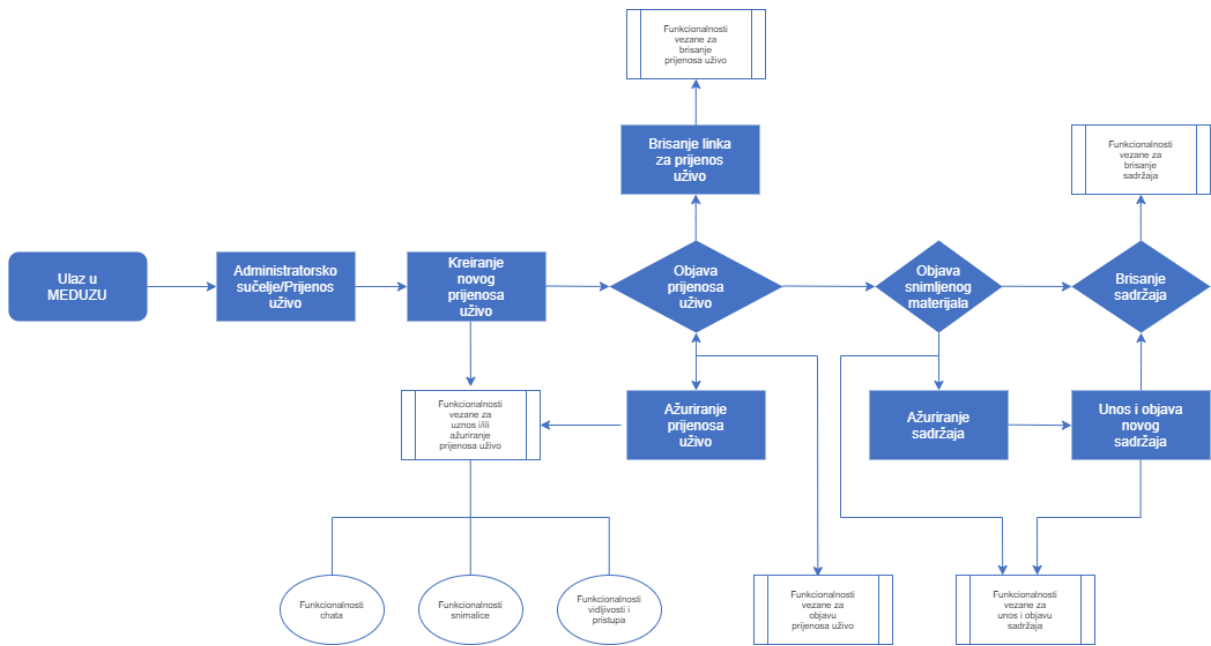 Funkcionalnosti
vezane za
brisanje
prijenosa uživo
Brisanje linka
za prijenos
uživo
Funkcionalnosti
vezane za
brisanje
sadržaja
Ulaz u
MEDUZU
Administratorsko
sučelje/Prijenos
uživo
Kreiranje
novog
prijenosa
uživo
Objava
prijenosa
uživo
Objava
snimljenog
materijala
Brisanje
sadržaja
Funkcionalnosti
vezane za
uznos i/ili
ažuriranje
prijenosa uživo
Ažuriranje
prijenosa
uživo
Ažuriranje
sadržaja
Unos i objava
novog
sadržaja
Funkcionalnosti
chata
Funkcionalnosti
snimalice
Funkcionalnosti
vidljivosti i
pristupa
Funkcionalnosti
vezane za
objavu
prijenosa uživo
Funkcionalnosti
vezane za
unos i objavu
sadržaja